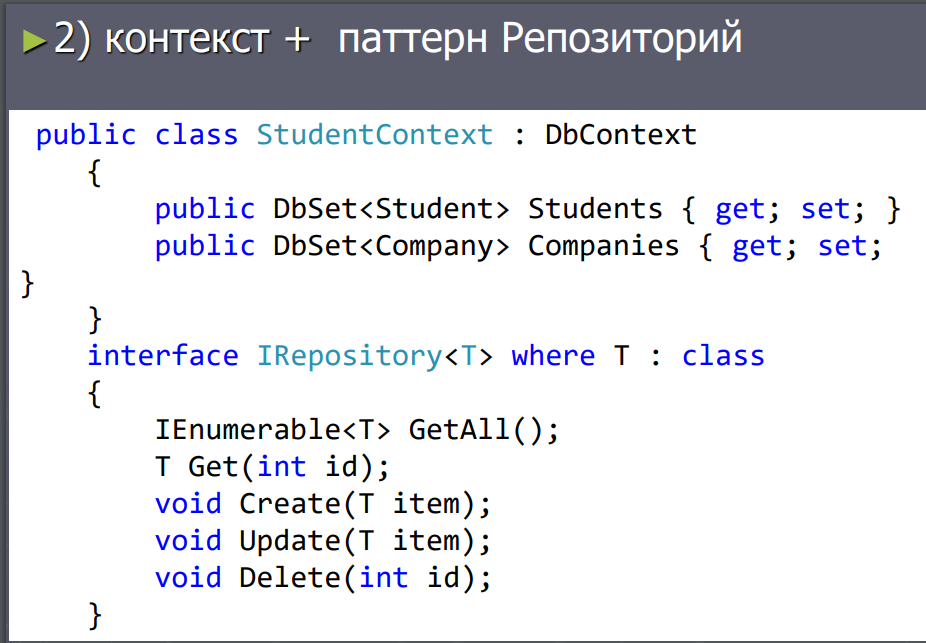 2) контекст + паттерн Репозиторий
public class StudentContext : DbContext
{
public DbSet<Student> Students { get; set; }
public DbSet<Company> Companies { get; set;
}
}
interface IRepository<T> where T : class
{
IEnumerable<T> GetAll();
T Get(int id);
void Create(T item);
void Update(T item);
void Delete(int id);
}